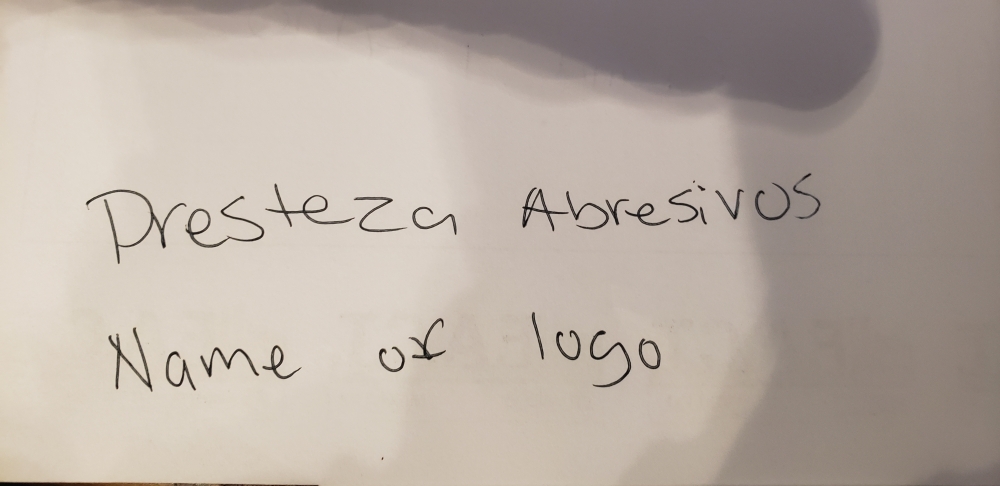 Presteza Abresivos
Name of logo